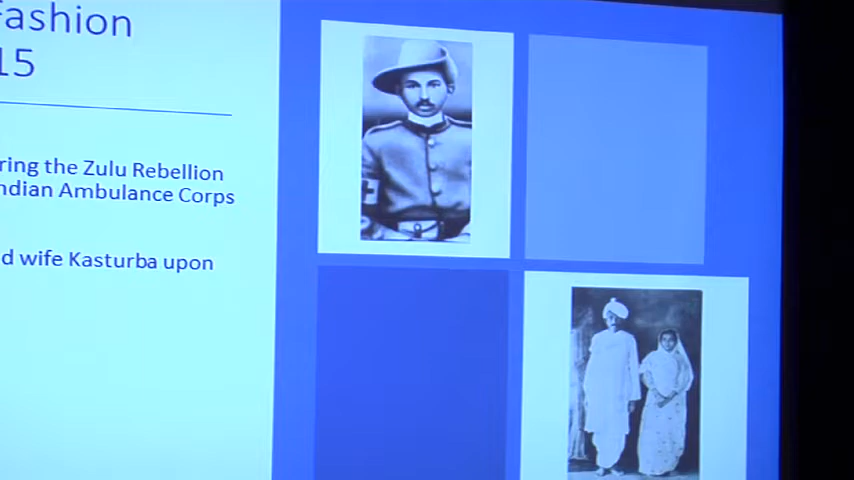 Fashion
15
ring the Zulu Rebellion
ndian Ambulance Corps
d wife Kasturba upon